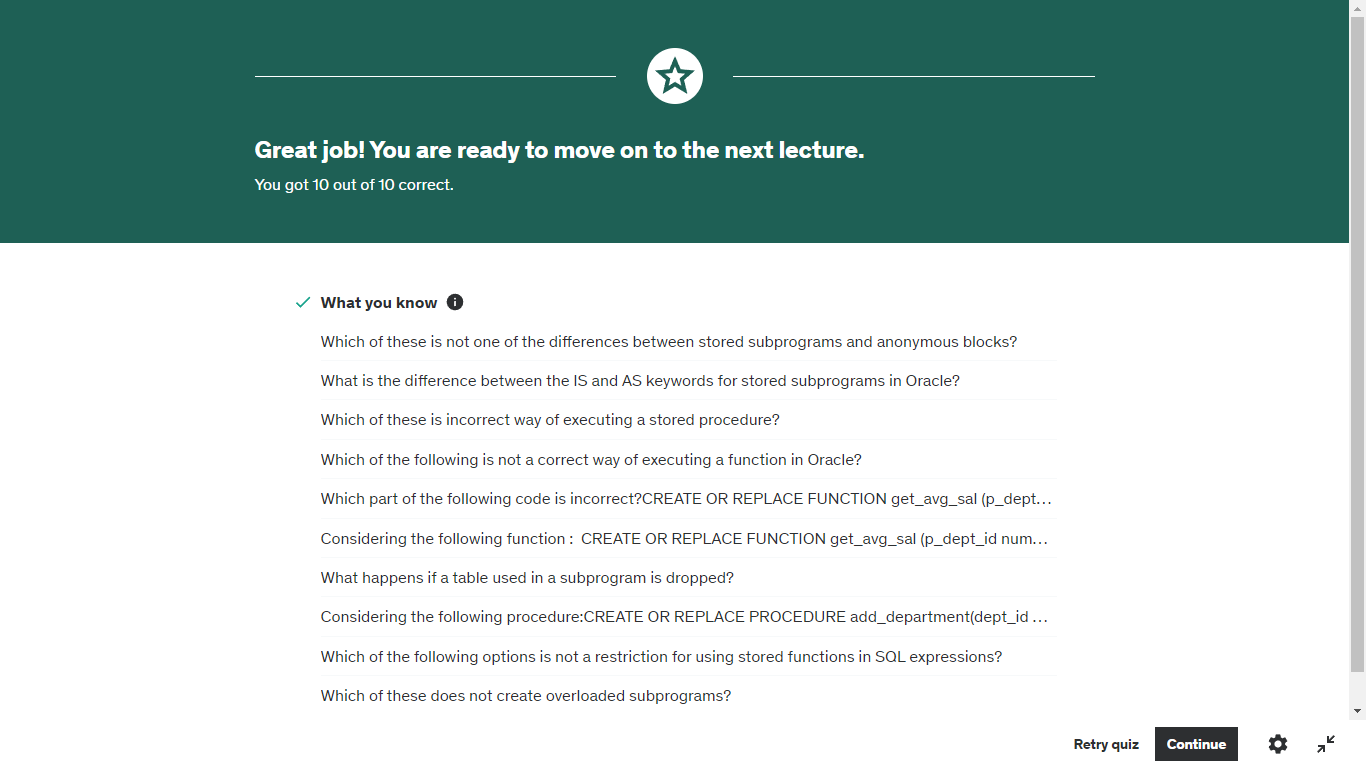 Great job! You are ready to move on to the next lecture.
You got 10 out of 10 correct.
What you know
Which of these is not one of the differences between stored subprograms and anonymous blocks?
What is the difference between the IS and AS keywords for stored subprograms in Oracle?
Which of these is incorrect way of executing a stored procedure?
Which of the following is not a correct way of executing a function in Oracle?
Which part of the following code is incorrect?CREATE OR REPLACE FUNCTION get_avg_sal (p_dept...
Considering the following function :  CREATE OR REPLACE FUNCTION get_avg_sal (p_dept_id num...
What happens if a table used in a subprogram is dropped?
Considering the following procedure:CREATE OR REPLACE PROCEDURE add_department(dept_id ...
Which of the following options is not a restriction for using stored functions in SQL expressions?
Which of these does not create overloaded subprograms?
Retry quiz
Continue